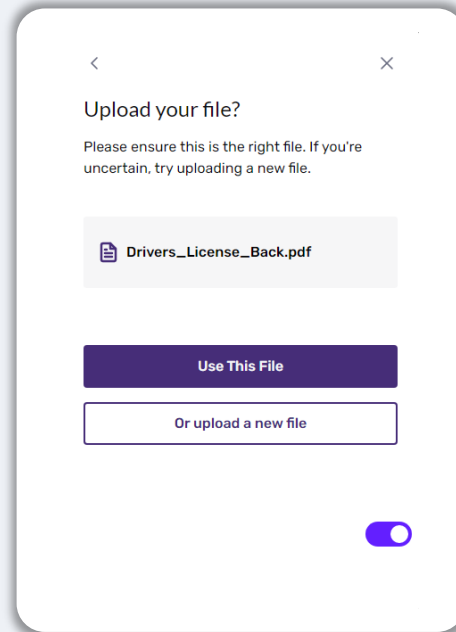 Upload your file?
Please ensure this is the right file. If you're
uncertain, try uploading a new file.
Drivers_License_Back.pdf
Use This File
Or upload a new file